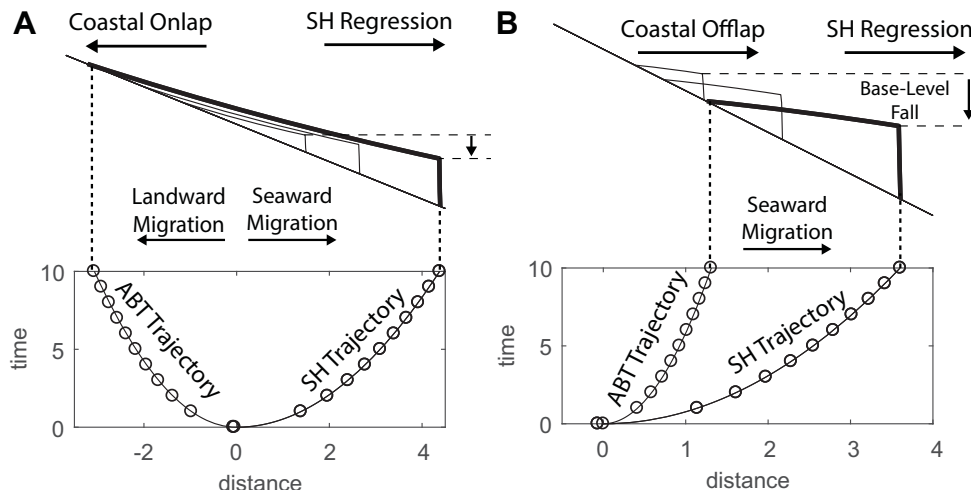 A
Coastal Onlap
SH Regression
Landward
Migration
Seaward
Migration
ABT Trajectory
SH Trajectory
10
5
0
-2
0
2
4
time
distance
B
Coastal Offlap
SH Regression
Base-Level
Fall
Seaward
Migration
ABT Trajectory
SH Trajectory
10
5
0
0
1
2
3
4
time
distance